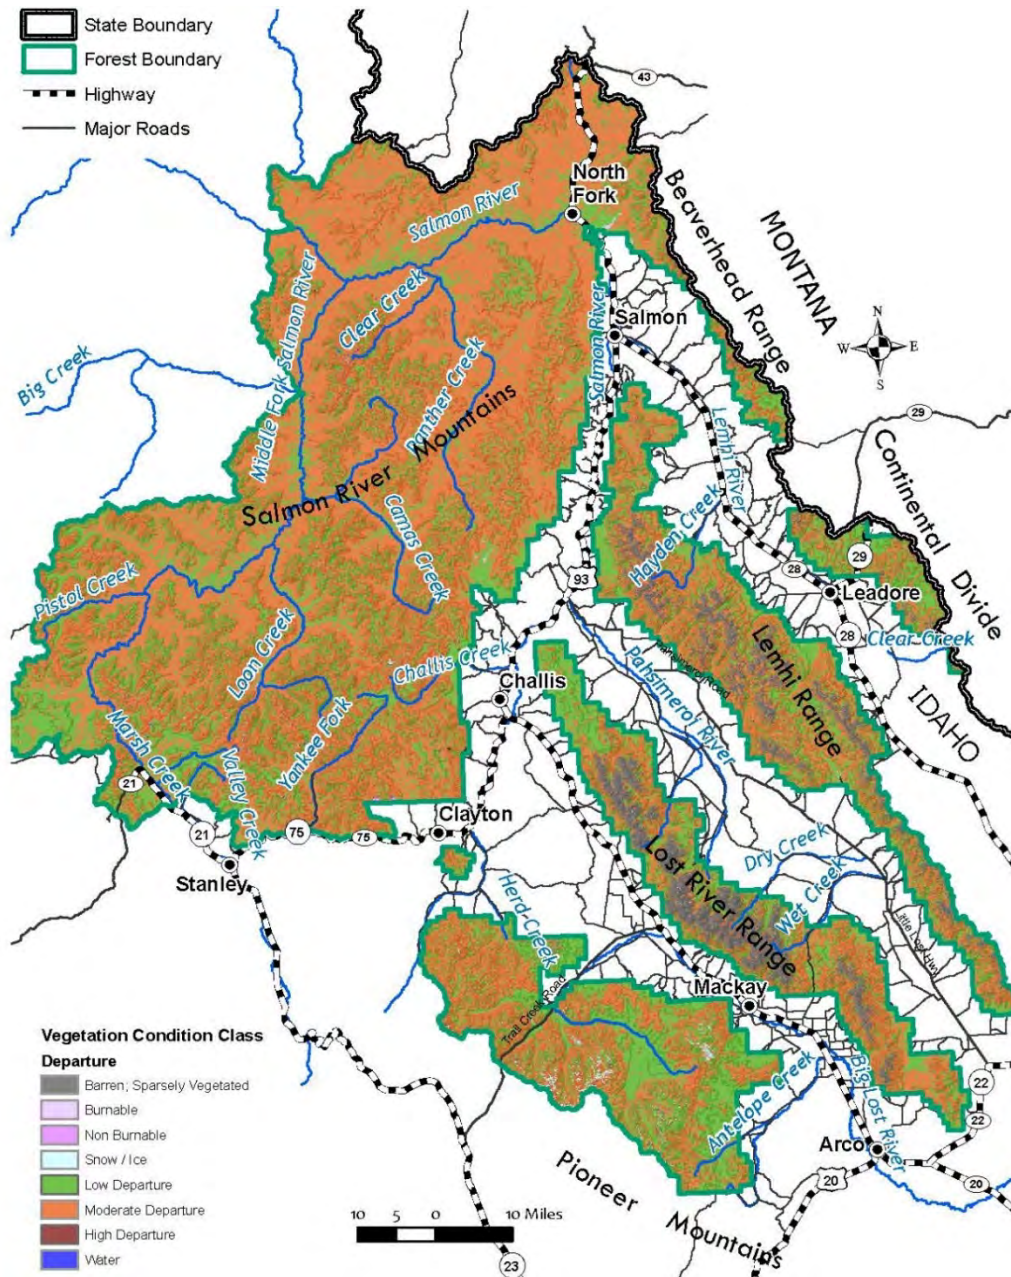 State Boundary
Forest Boundary
Highway
Major Roads
43
North
Fork
Salmon River
Beaverhead Range
MONTANA
N
W E
S
Clear Creek
Salmon River
Salmon
Middle Fork Salmon River
Big Creek
Panther Creek
Salmon River Mountains
29
Lemhi River
Continental Divide
Camas Creek
Hayden Creek
Pistol Creek
93
28
29
Leadore
28
Clear Creek
Loon Creek
Challis Creek
Challis
Pahsimeroi River
Road
Lemhi Range
IDAHO
Yankee Fork
Marsh Creek
Valley Creek
21
21
75
75
Clayton
Stanley
Lost River Range
Dry Creek
Wet Creek
Herd Creek
Little Lost Hwy
Mackay
Trail Creek Road
Antelope Creek
Big Lost River
22
22
Arco
20
20
Pioneer Mountains
23
Vegetation Condition Class
Departure
Barren; Sparsely Vegetated
Burnable
Non Burnable
Snow / Ice
Low Departure
Moderate Departure
High Departure
Water
10 5 0 10 Miles